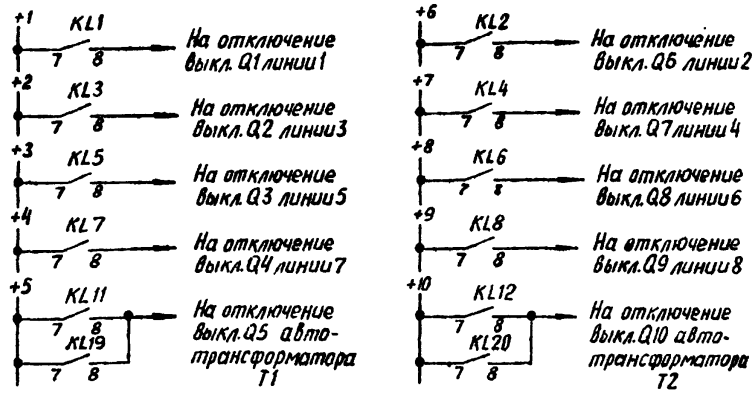 +1
KL1
7 8
На отключение
выкл. Q1 линии 1
+2
KL3
7 8
На отключение
выкл. Q2 линии 3
+3
KL5
7 8
На отключение
выкл. Q3 линии 5
+4
KL7
7 8
На отключение
выкл. Q4 линии 7
+5
KL11
7 8
KL19
7 8
На отключение
выкл. Q5 авто-
трансформатора
T1
+6
KL2
7 8
На отключение
выкл. Q6 линии 2
+7
KL4
7 8
На отключение
выкл. Q7 линии 4
+8
KL6
7 8
На отключение
выкл. Q8 линии 6
+9
KL8
7 8
На отключение
выкл. Q9 линии 8
+10
KL12
7 8
KL20
7 8
На отключение
выкл. Q10 авто-
трансформатора
T2